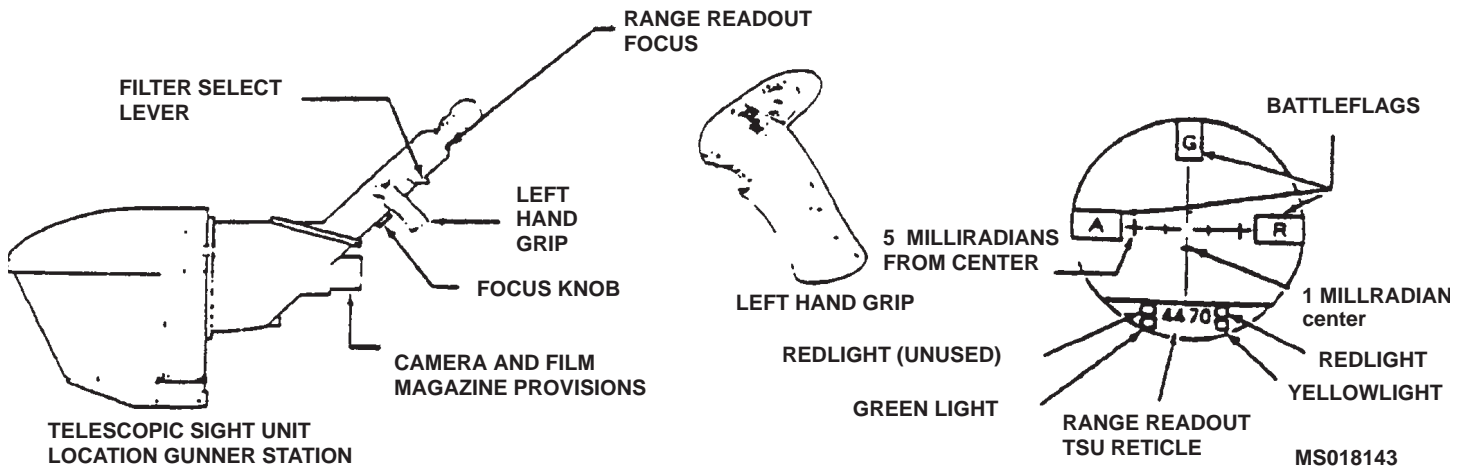 RANGE READOUT
FOCUS
FILTER SELECT
LEVER
BATTLEFLAGS
G
LEFT
HAND
GRIP
A
R
5 MILLIRADIANS
FROM CENTER
FOCUS KNOB
LEFT HAND GRIP
1 MILLRADIAN
center
4470
REDLIGHT (UNUSED)
REDLIGHT
CAMERA AND FILM
MAGAZINE PROVISIONS
YELLOWLIGHT
GREEN LIGHT
RANGE READOUT
TSU RETICLE
TELESCOPIC SIGHT UNIT
LOCATION GUNNER STATION
MS018143